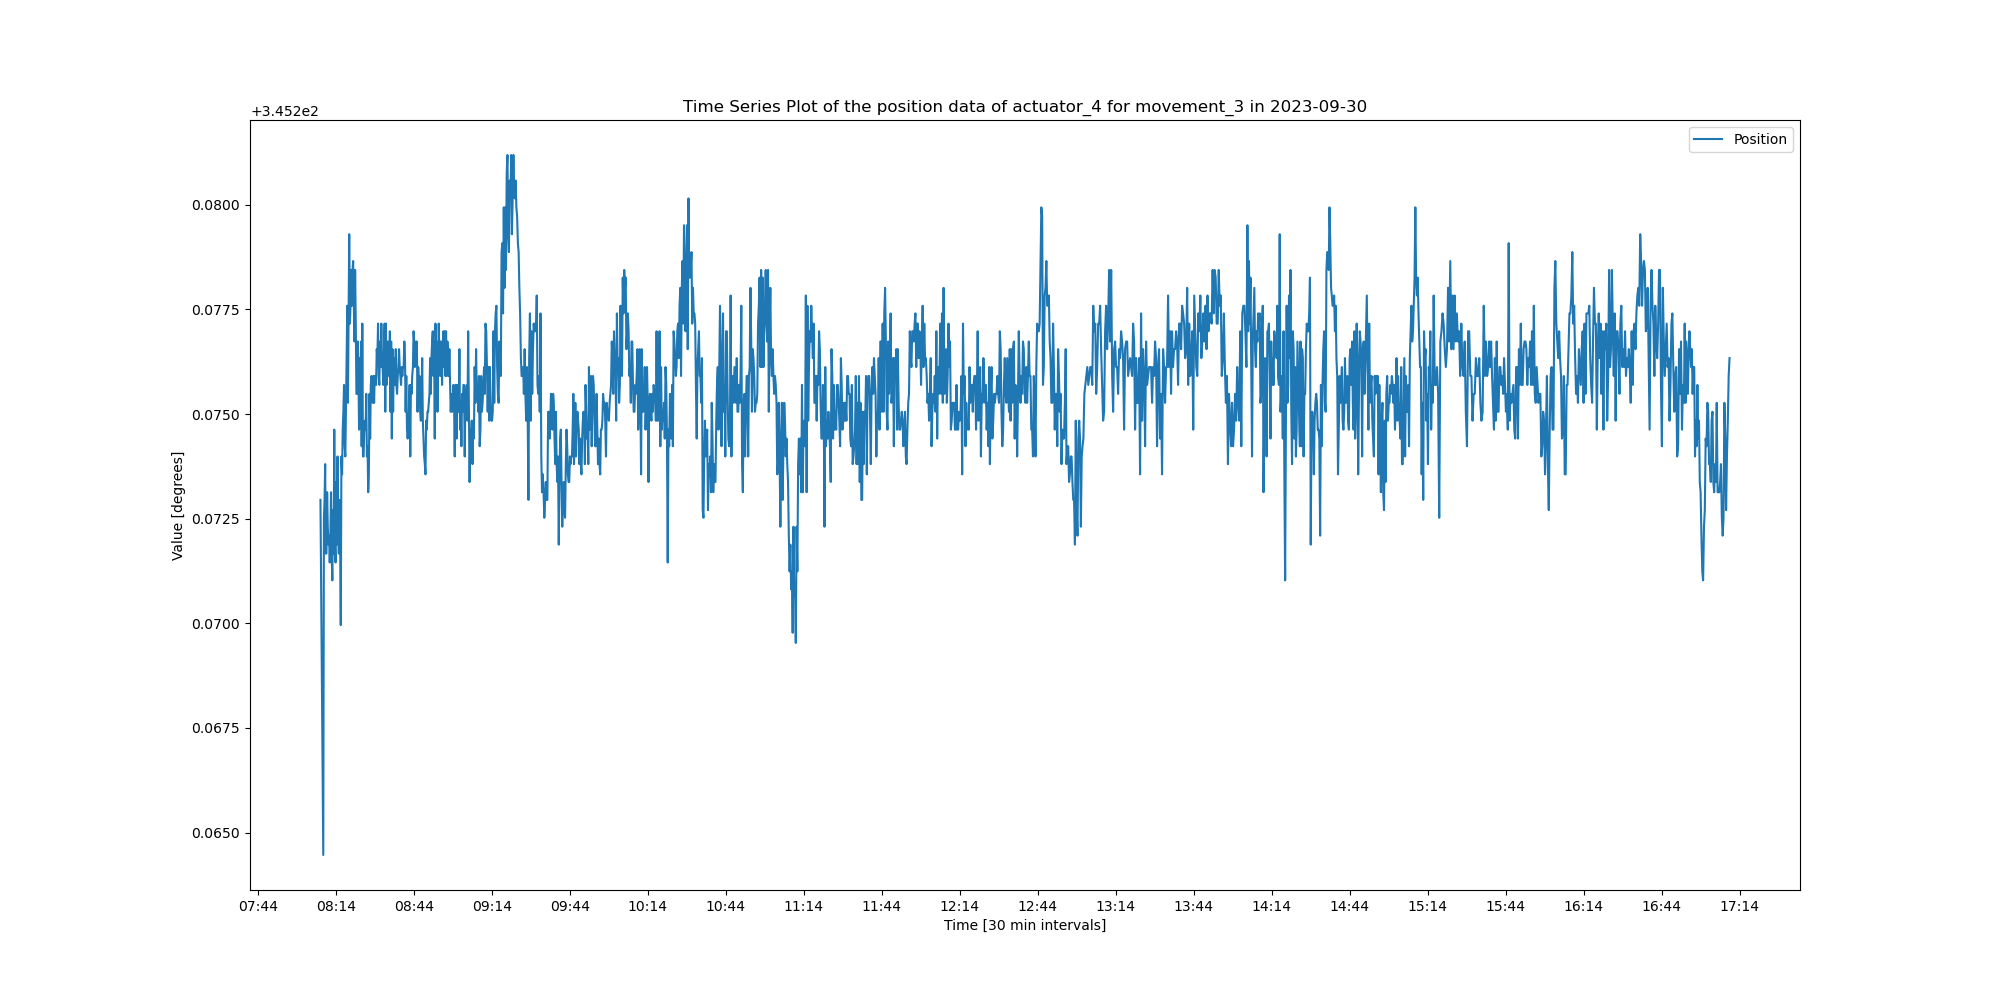 Time Series Plot of the position data of actuator_4 for movement_3 in 2023-09-30
+3.452e2
Position
0.0800
0.0775
0.0750
0.0725
0.0700
0.0675
0.0650
Value [degrees]
07:44 08:14 08:44 09:14 09:44 10:14 10:44 11:14 11:44 12:14 12:44 13:14 13:44 14:14 14:44 15:14 15:44 16:14 16:44 17:14
Time [30 min intervals]